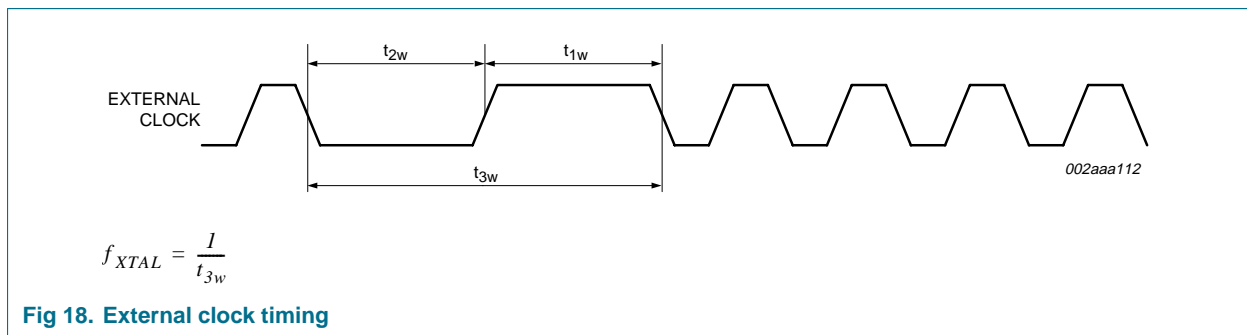 t2w t1w
EXTERNAL
CLOCK
t3w
002aaa112
fXTAL = 1/t3w
Fig 18. External clock timing